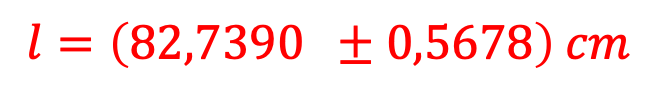 l = (82,7390 ± 0,5678) cm